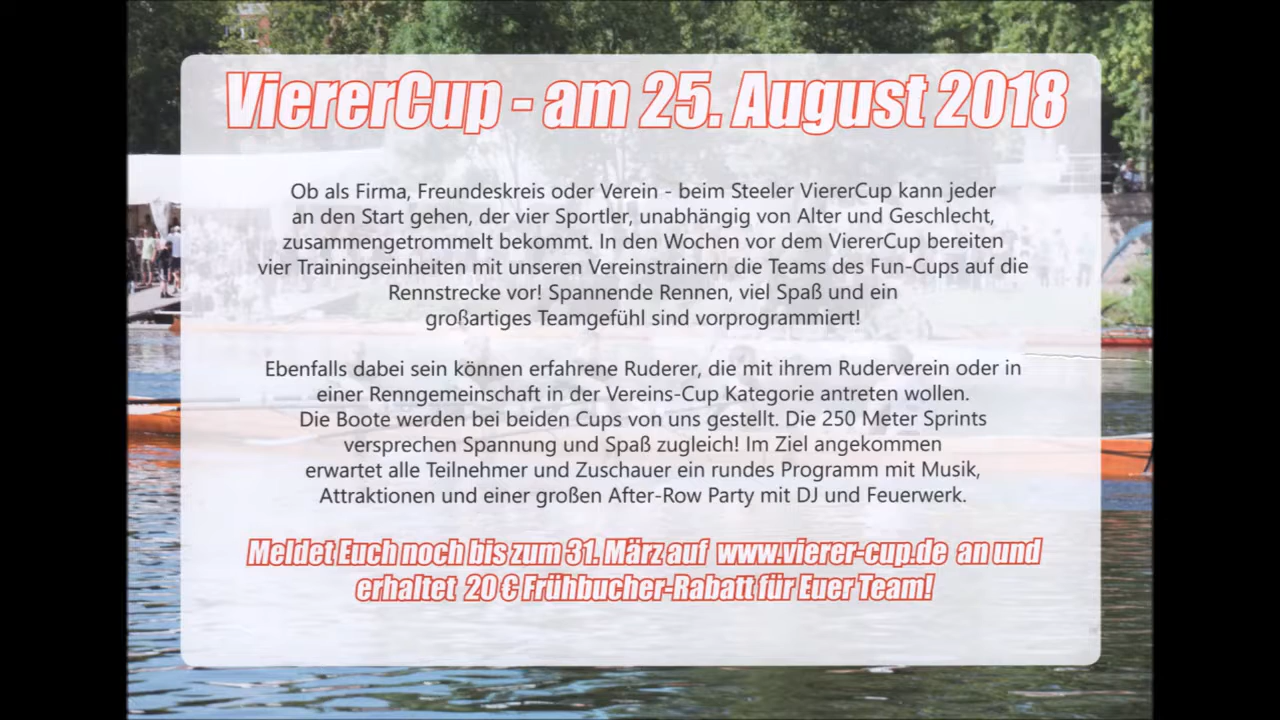 ViererCup - am 25. August 2018
Ob als Firma, Freundeskreis oder Verein - beim Steeler ViererCup kann jeder
an den Start gehen, der vier Sportler, unabhängig von Alter und Geschlecht,
zusammengetrommelt bekommt. In den Wochen vor dem ViererCup bereiten
vier Trainingseinheiten mit unseren Vereinstrainern die Teams des Fun-Cups auf die
Rennstrecke vor! Spannende Rennen, viel Spaß und ein
großartiges Teamgefühl sind vorprogrammiert!
Ebenfalls dabei sein können erfahrene Ruderer, die mit ihrem Ruderverein oder in
einer Renngemeinschaft in der Vereins-Cup Kategorie antreten wollen.
Die Boote werden bei beiden Cups von uns gestellt. Die 250 Meter Sprints
versprechen Spannung und Spaß zugleich! Im Ziel angekommen
erwartet alle Teilnehmer und Zuschauer ein rundes Programm mit Musik,
Attraktionen und einer großen After-Row Party mit DJ und Feuerwerk.
Meldet Euch noch bis zum 31. März auf www.vierer-cup.de an und
erhaltet 20 € Frühbucher-Rabatt für Euer Team!